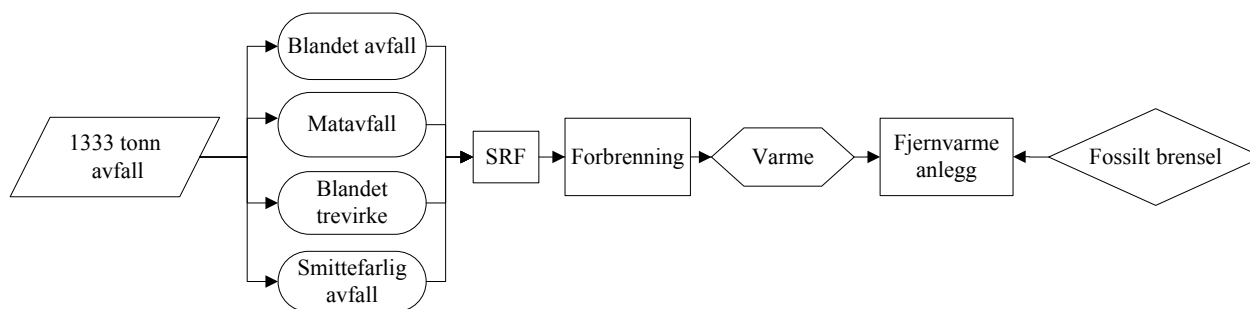 1333 tonn
avfall
Blandet avfall
Matavfall
Blandet
trevirke
Smittefarlig
avfall
SRF
Forbrenning
Varme
Fjernvarme
anlegg
Fossilt brensel